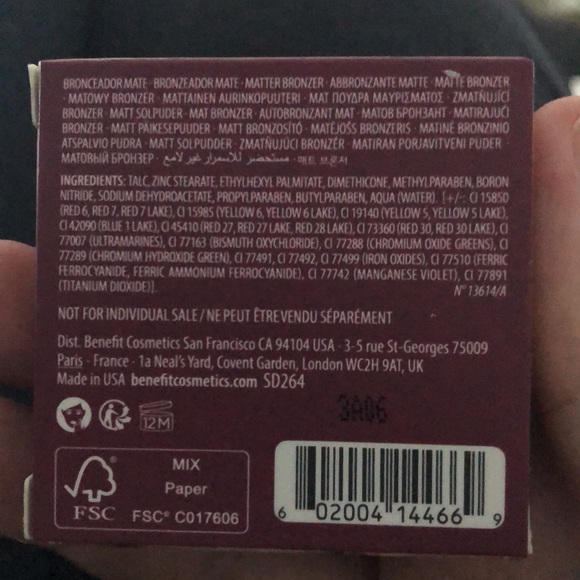 BRONCEADOR MATE · BRONZEADOR MATE · MATTER BRONZER · ABBRONZANTE MATTE · MATTE BRONZER
· MATOWY BRONZER · MATTAINEN AURINKOPUUTERI · ΜΑΤ ΠΟΥΔΡΑ ΜΑΥΡΙΣΜΑΤΟΣ · ZMATŇUJÍCÍ
BRONZER · MATT SOLPUDER · MAT BRONZER · AUTOBRONZANT MAT · МАТОВ БРОНЗАНТ · MATIRAJUĆI
BRONZER · MATT PÄIKESEPUUDER · MATT BRONZOSÍTÓ · MATĒJOŠS BRONZERIS · MATINĖ BRONZINIO
ATSPALVIO PUDRA · MATT SOLPUDDER · ZMATŇUJÚCI BRONZÉR · MATIRAN PORJAVITVENI PUDER ·
МАТОВЫЙ БРОНЗЕР · مستحضر للاسمرار غير لامع · 매트 브론저
INGREDIENTS: TALC, ZINC STEARATE, ETHYLHEXYL PALMITATE, DIMETHICONE, METHYLPARABEN, BORON
NITRIDE, SODIUM DEHYDROACETATE, PROPYLPARABEN, BUTYLPARABEN, AQUA (WATER). [+/-: CI 15850
(RED 6, RED 7, RED 7 LAKE), CI 15985 (YELLOW 6, YELLOW 6 LAKE), CI 19140 (YELLOW 5, YELLOW 5 LAKE),
CI 42090 (BLUE 1 LAKE), CI 45410 (RED 27, RED 27 LAKE, RED 28 LAKE), CI 73360 (RED 30, RED 30 LAKE), CI
77007 (ULTRAMARINES), CI 77163 (BISMUTH OXYCHLORIDE), CI 77288 (CHROMIUM OXIDE GREENS), CI
77289 (CHROMIUM HYDROXIDE GREEN), CI 77491, CI 77492, CI 77499 (IRON OXIDES), CI 77510 (FERRIC
FERROCYANIDE, FERRIC AMMONIUM FERROCYANIDE), CI 77742 (MANGANESE VIOLET), CI 77891
(TITANIUM DIOXIDE)]. N° 13614/A
NOT FOR INDIVIDUAL SALE / NE PEUT ÊTRE VENDU SÉPARÉMENT
Dist. Benefit Cosmetics San Francisco CA 94104 USA · 3-5 rue St-Georges 75009
Paris · France · 1a Neal's Yard, Covent Garden, London WC2H 9AT, UK
Made in USA benefitcosmetics.com SD264
12M
3A06
MIX
Paper
FSC FSC® C017606
6 02004 14466 9